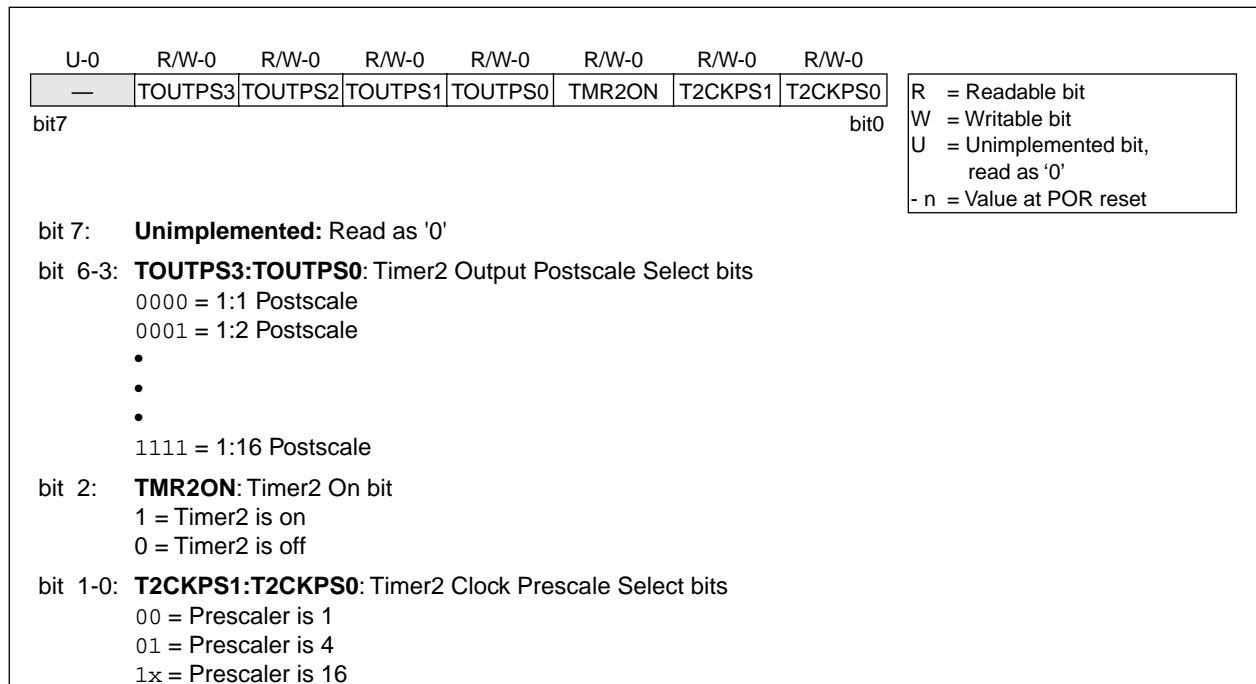 U-0 R/W-0 R/W-0 R/W-0 R/W-0 R/W-0 R/W-0 R/W-0
— TOUTPS3 TOUTPS2 TOUTPS1 TOUTPS0 TMR2ON T2CKPS1 T2CKPS0
bit7 bit0
R = Readable bit
W = Writable bit
U = Unimplemented bit,
read as ‘0’
- n = Value at POR reset
bit 7: Unimplemented: Read as '0'
bit 6-3: TOUTPS3:TOUTPS0: Timer2 Output Postscale Select bits
0000 = 1:1 Postscale
0001 = 1:2 Postscale
•
•
•
1111 = 1:16 Postscale
bit 2: TMR2ON: Timer2 On bit
1 = Timer2 is on
0 = Timer2 is off
bit 1-0: T2CKPS1:T2CKPS0: Timer2 Clock Prescale Select bits
00 = Prescaler is 1
01 = Prescaler is 4
1x = Prescaler is 16